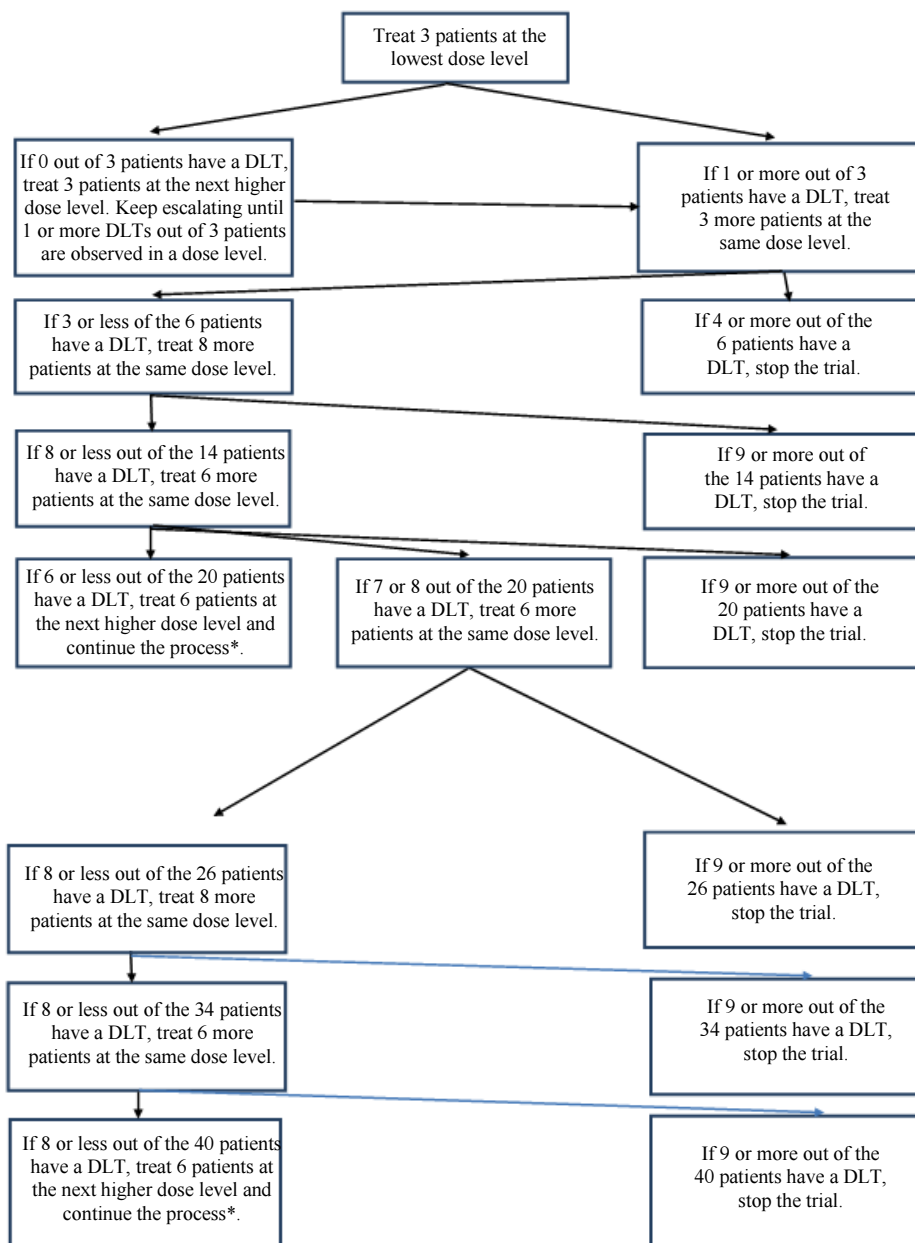 Treat 3 patients at the
lowest dose level
If 0 out of 3 patients have a DLT,
treat 3 patients at the next higher
dose level. Keep escalating until
1 or more DLTs out of 3 patients
are observed in a dose level.
If 1 or more out of 3
patients have a DLT, treat
3 more patients at the
same dose level.
If 3 or less of the 6 patients
have a DLT, treat 8 more
patients at the same dose level.
If 4 or more out of the
6 patients have a
DLT, stop the trial.
If 8 or less out of the 14 patients
have a DLT, treat 6 more
patients at the same dose level.
If 9 or more out of
the 14 patients have a
DLT, stop the trial.
If 6 or less out of the 20 patients
have a DLT, treat 6 patients at
the next higher dose level and
continue the process*.
If 7 or 8 out of the 20 patients
have a DLT, treat 6 more
patients at the same dose level.
If 9 or more out of the
20 patients have a
DLT, stop the trial.
If 8 or less out of the 26 patients
have a DLT, treat 8 more
patients at the same dose level.
If 9 or more out of the
26 patients have a DLT,
stop the trial.
If 8 or less out of the 34 patients
have a DLT, treat 6 more
patients at the same dose level.
If 9 or more out of the
34 patients have a DLT,
stop the trial.
If 8 or less out of the 40 patients
have a DLT, treat 6 patients at
the next higher dose level and
continue the process*.
If 9 or more out of the
40 patients have a DLT,
stop the trial.